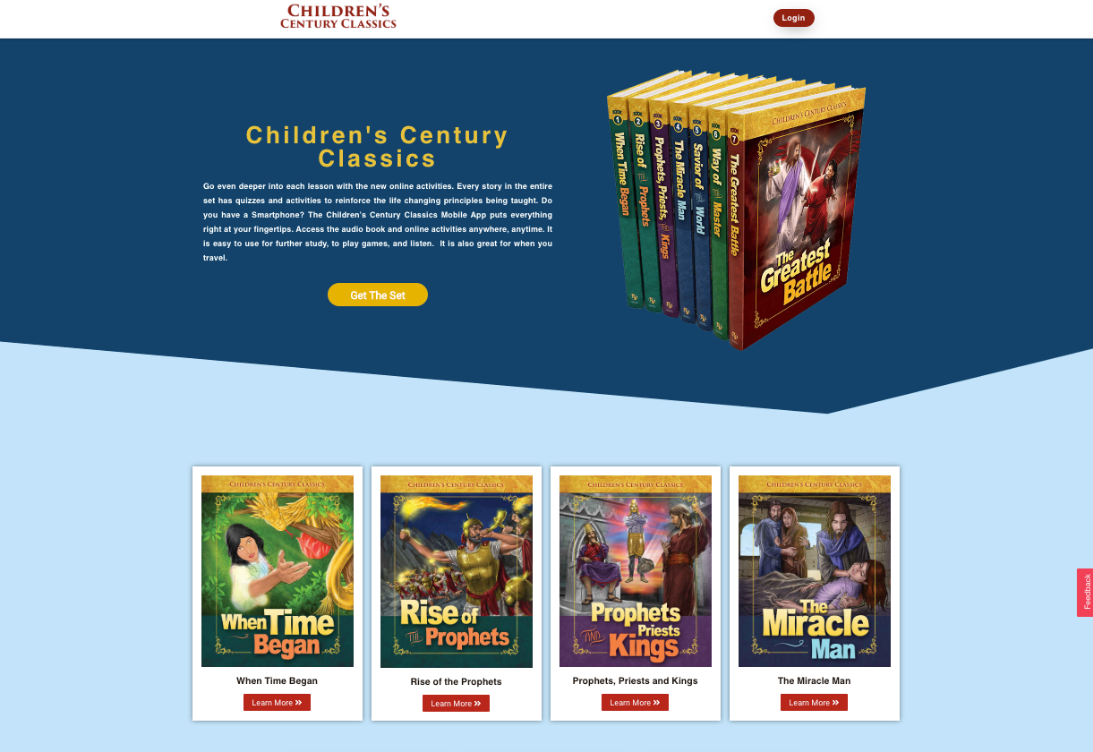 CHILDREN'S
CENTURY CLASSICS
Login
Children's Century
Classics
Go even deeper into each lesson with the new online activities. Every story in the entire
set has quizzes and activities to reinforce the life changing principles being taught. Do
you have a Smartphone? The Children's Century Classics Mobile App puts everything
right at your fingertips. Access the audio book and online activities anywhere, anytime. It
is easy to use for further study, to play games, and listen. It is also great for when you
travel.
Get The Set
1 When Time Began
2 Rise of THE Prophets
3 Prophets, Priests, AND Kings
4 The Miracle Man
5 Savior of THE World
6 Way of THE Master
7 The Greatest Battle
CHILDREN'S CENTURY CLASSICS
The
Greatest
Battle
CHILDREN'S CENTURY CLASSICS
When Time
Began
When Time Began
Learn More »
CHILDREN'S CENTURY CLASSICS
Rise of
THE Prophets
Rise of the Prophets
Learn More »
CHILDREN'S CENTURY CLASSICS
Prophets
Priests
AND Kings
Prophets, Priests and Kings
Learn More »
CHILDREN'S CENTURY CLASSICS
The
Miracle
Man
The Miracle Man
Learn More »
Feedback